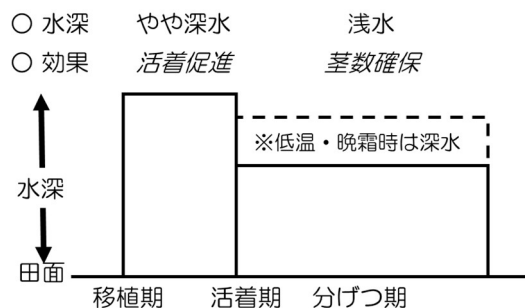 ○ 水深 やや深水 浅水
○ 効果 活着促進 茎数確保
※低温・晩霜時は深水
水深
田面
移植期 活着期 分げつ期